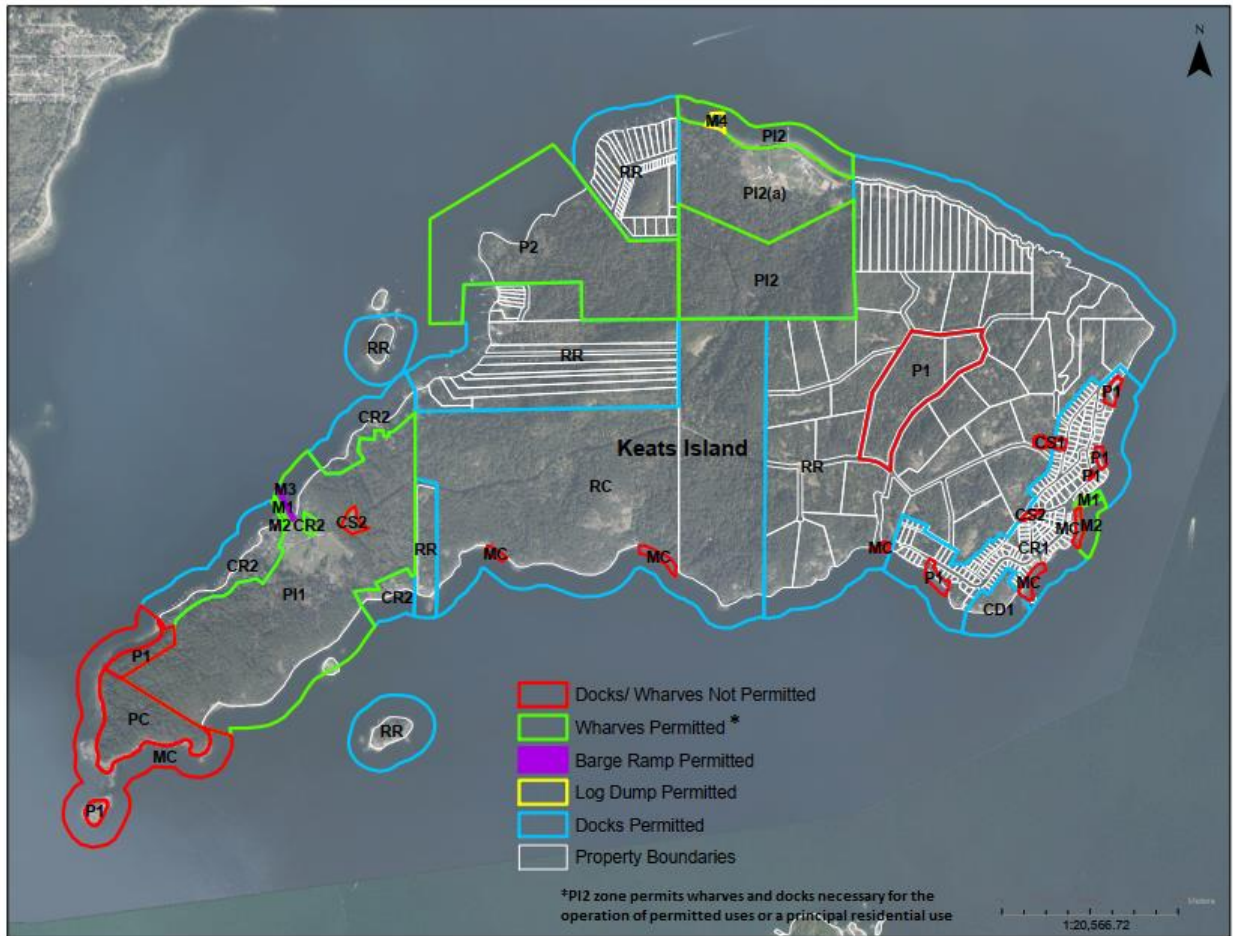 N
M4
PI2
RR
PI2(a)
P2
PI2
RR
RR
P1
P1
CR2
Keats Island
CS1
P1
RR
P1
M3
RC
M1
M1
CS2
CS2
M2
CR2
MC
M2
RR
MC
MC
MC
CR1
CR2
P1
MC
PI1
CR2
CD1
P1
PC
RR
MC
P1
Docks/ Wharves Not Permitted
Wharves Permitted *
Barge Ramp Permitted
Log Dump Permitted
Docks Permitted
Property Boundaries
*PI2 zone permits wharves and docks necessary for the
operation of permitted uses or a principal residential use
Meters
1:20,566.72